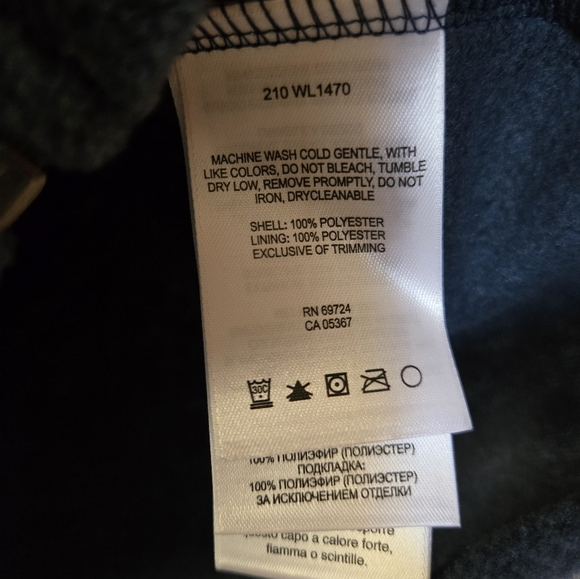 210 WL1470
MACHINE WASH COLD GENTLE, WITH
LIKE COLORS, DO NOT BLEACH, TUMBLE
DRY LOW, REMOVE PROMPTLY, DO NOT
IRON, DRYCLEANABLE
SHELL: 100% POLYESTER
LINING: 100% POLYESTER
EXCLUSIVE OF TRIMMING
RN 69724
CA 05367
30C
100% ПОЛИЭФИР (ПОЛИЭСТЕР)
ПОДКЛАДКА:
100% ПОЛИЭФИР (ПОЛИЭСТЕР)
ЗА ИСКЛЮЧЕНИЕМ ОТДЕЛКИ
capo a calore forte,
fiamma o scintille.